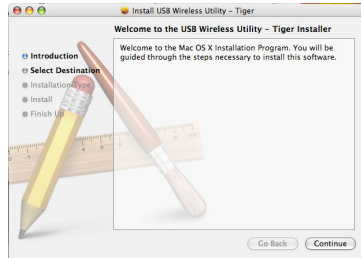 Install USB Wireless Utility - Tiger
Welcome to the USB Wireless Utility - Tiger Installer
Introduction
Select Destination
Installation Type
Install
Finish Up
Welcome to the Mac OS X Installation Program. You will be
guided through the steps necessary to install this software.
Go Back
Continue